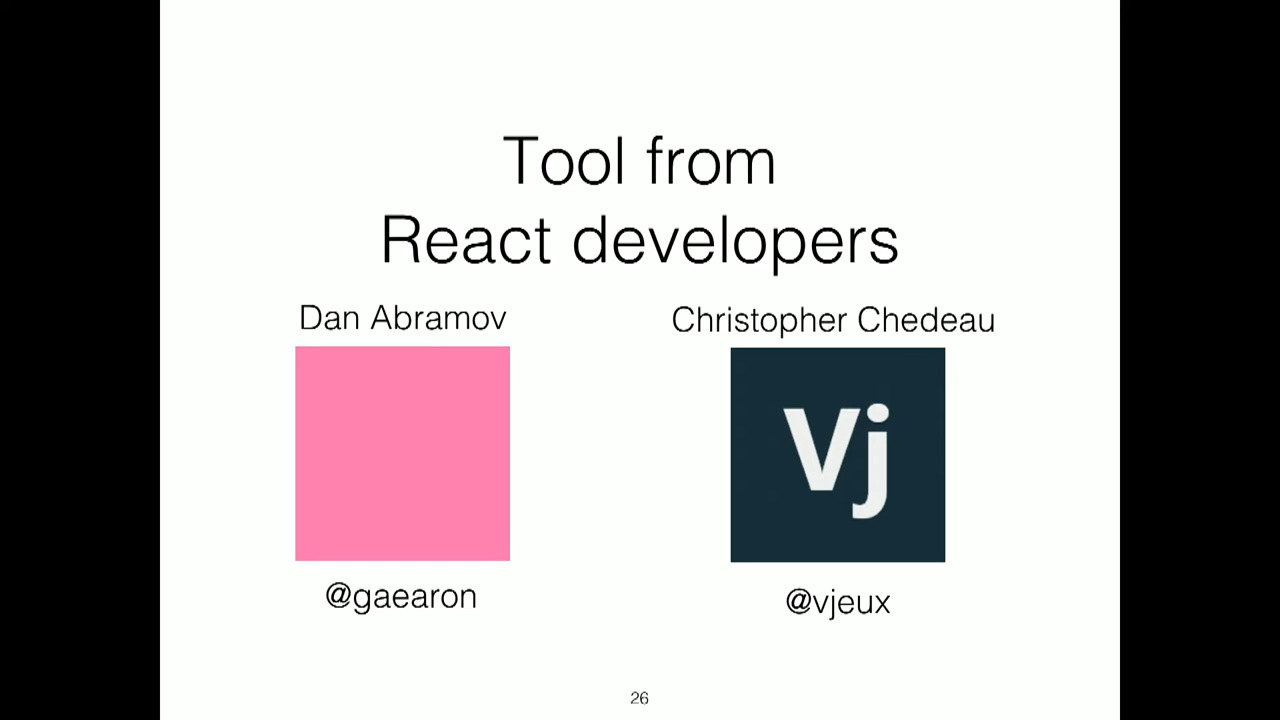 Tool from
React developers
Dan Abramov
Christopher Chedeau
Vj
@gaearon
@vjeux
26